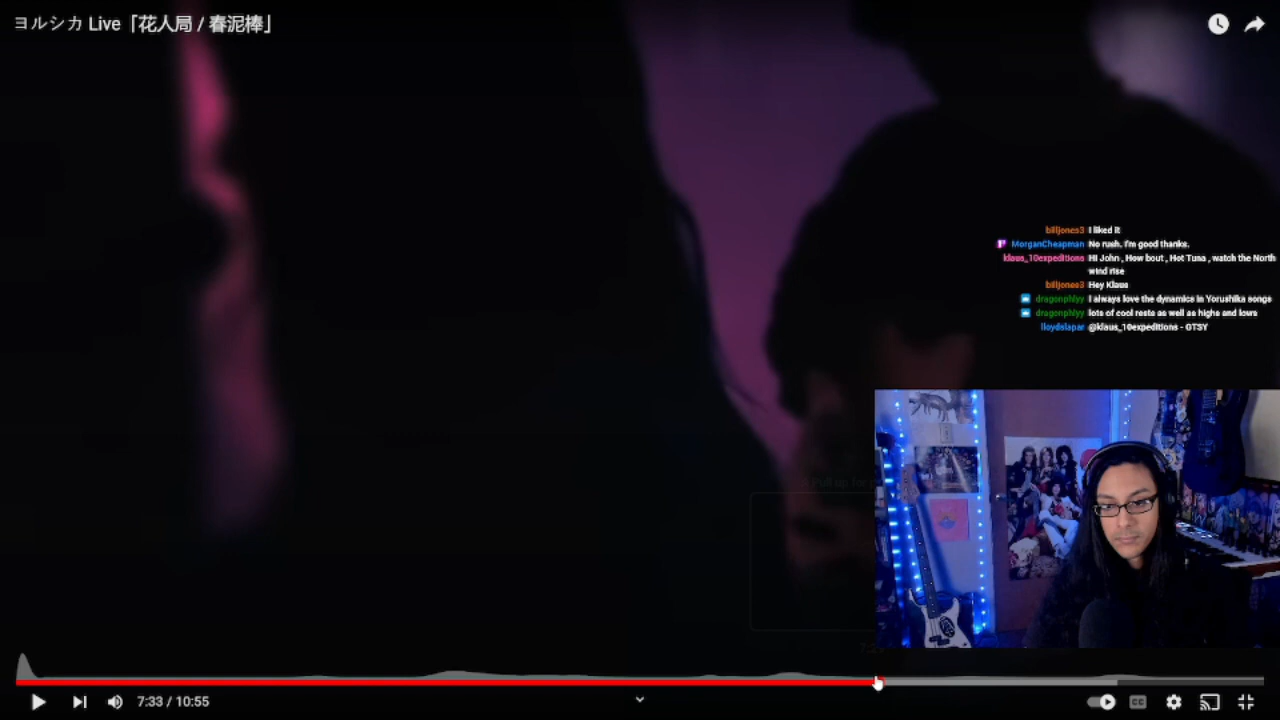 ヨルシカ Live「花人局 / 春泥棒」
billjones3 I liked it
MorganCheapman No rush. I'm good thanks.
klaus_10expeditions Hi John , How bout , Hot Tuna , watch the North
wind rise
billjones3 Hey Klaus
dragonphlyy I always love the dynamics in Yorushika songs
dragonphlyy lots of cool rests as well as highs and lows
lloydslapar @klaus_10expeditions - GTSY
7:33 / 10:55
CC